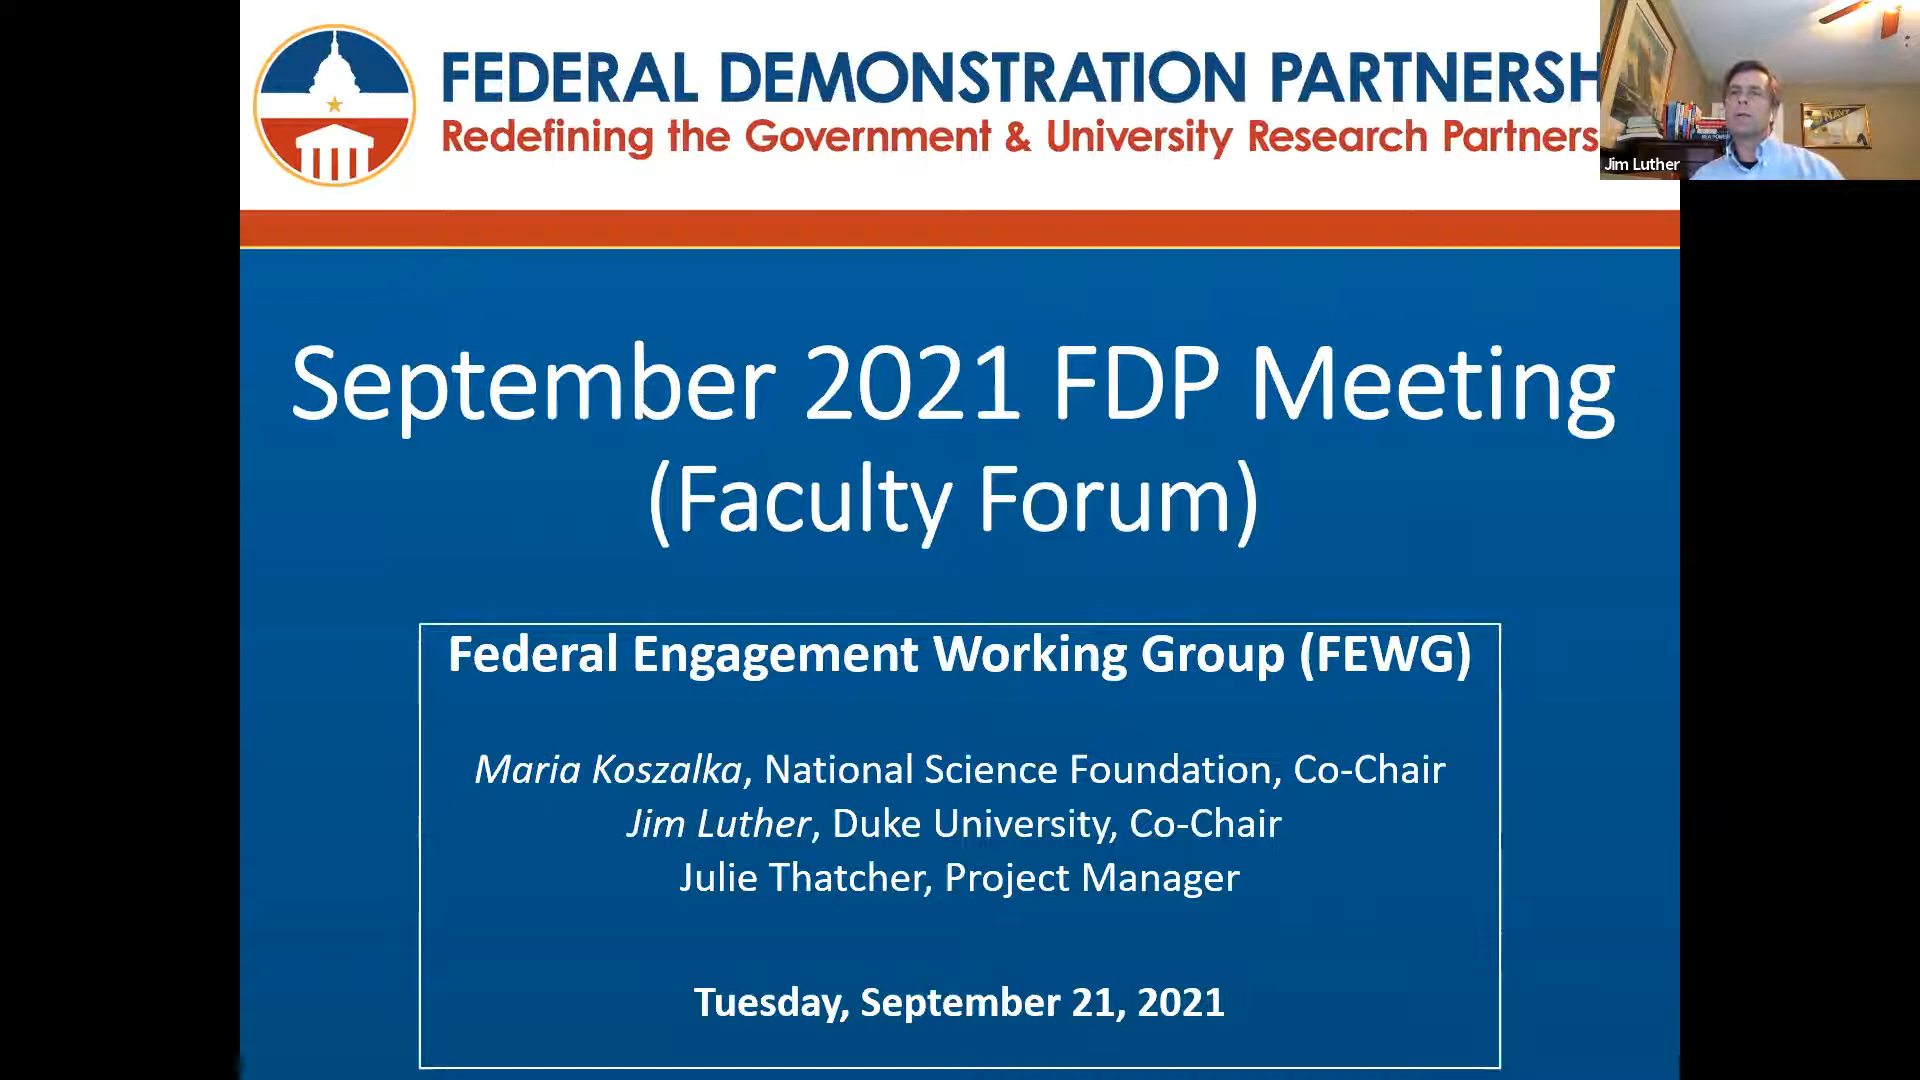 FEDERAL DEMONSTRATION PARTNERSH
Redefining the Government & University Research Partners
Jim Luther
NAVY
September 2021 FDP Meeting
(Faculty Forum)
Federal Engagement Working Group (FEWG)
Maria Koszalka, National Science Foundation, Co-Chair
Jim Luther, Duke University, Co-Chair
Julie Thatcher, Project Manager
Tuesday, September 21, 2021